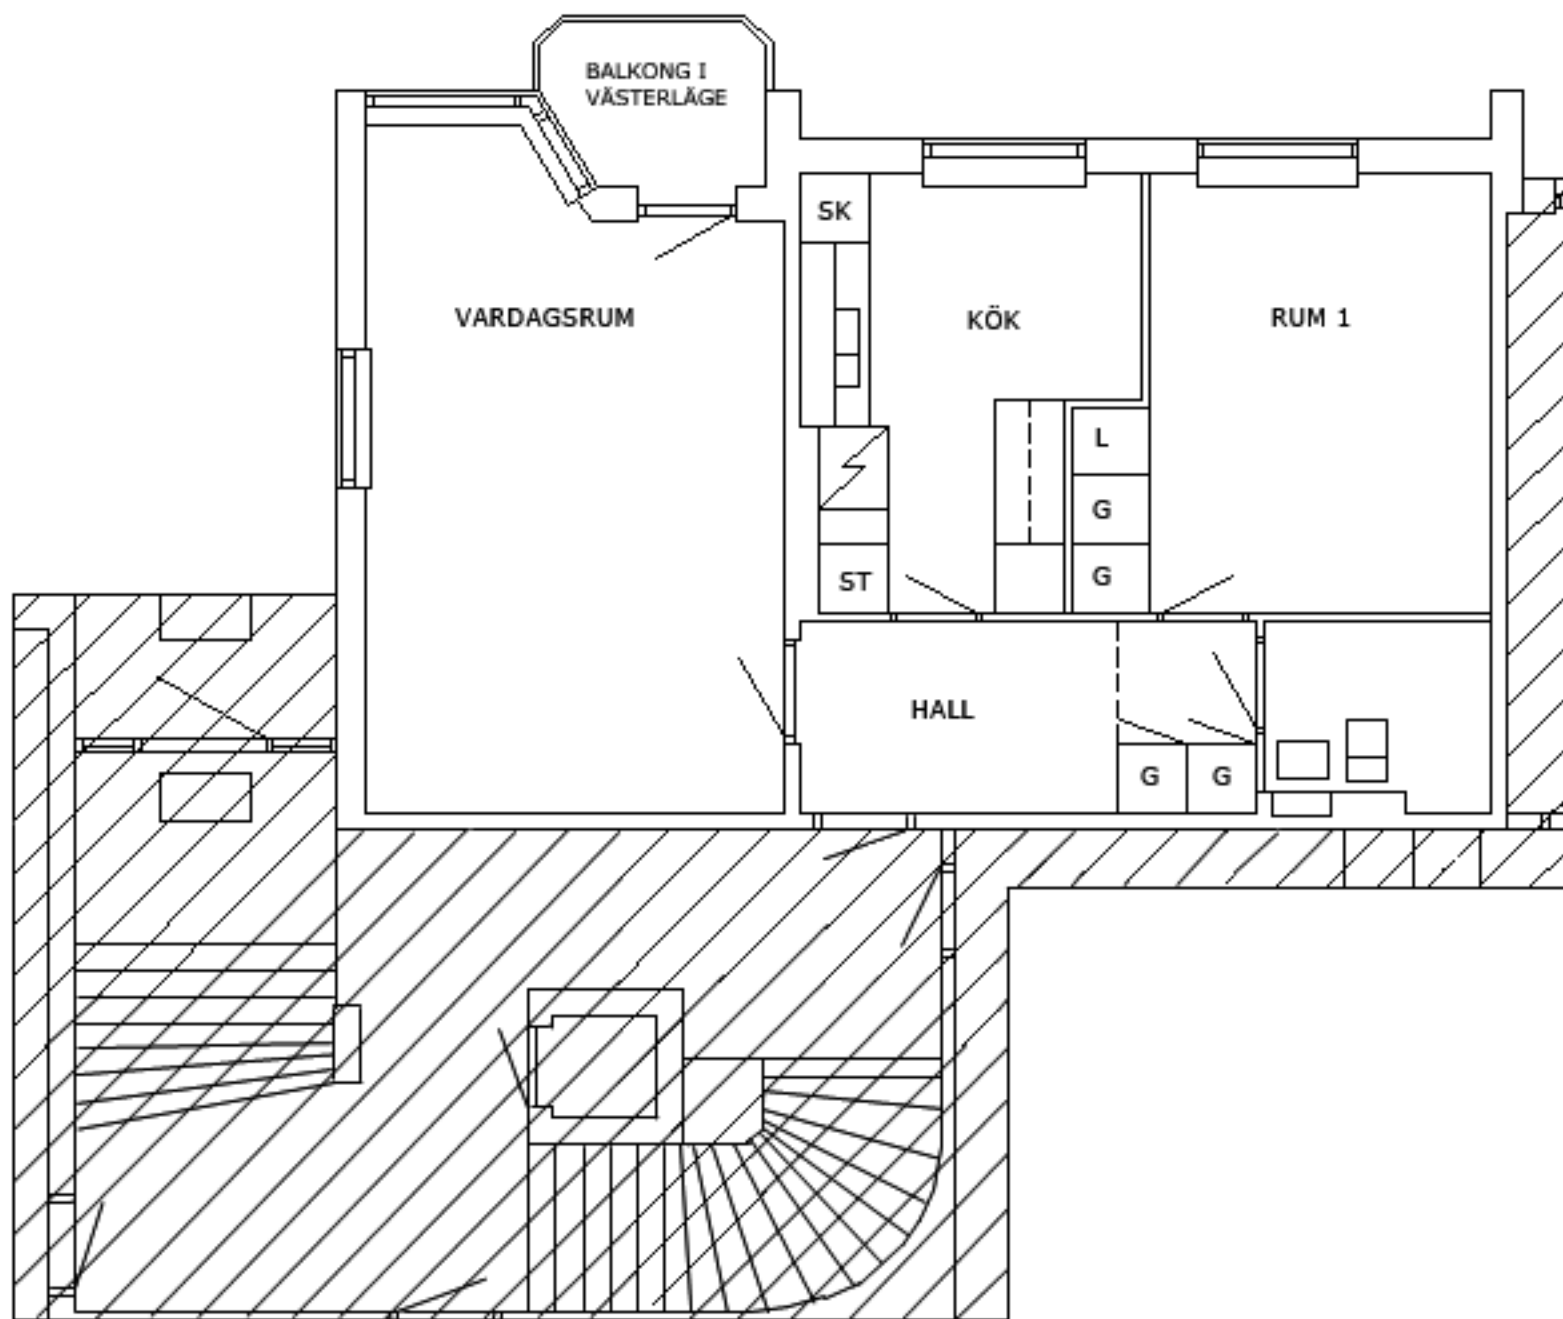 BALKONG I
VÄSTERLÄGE
SK
VARDAGSRUM
KÖK
RUM 1
L
G
G
ST
HALL
G
G